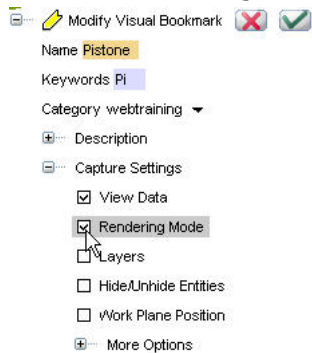 Modify Visual Bookmark
Name Pistone
Keywords Pi
Category webtraining
Description
Capture Settings
View Data
Rendering Mode
Layers
Hide/Unhide Entities
Work Plane Position
More Options